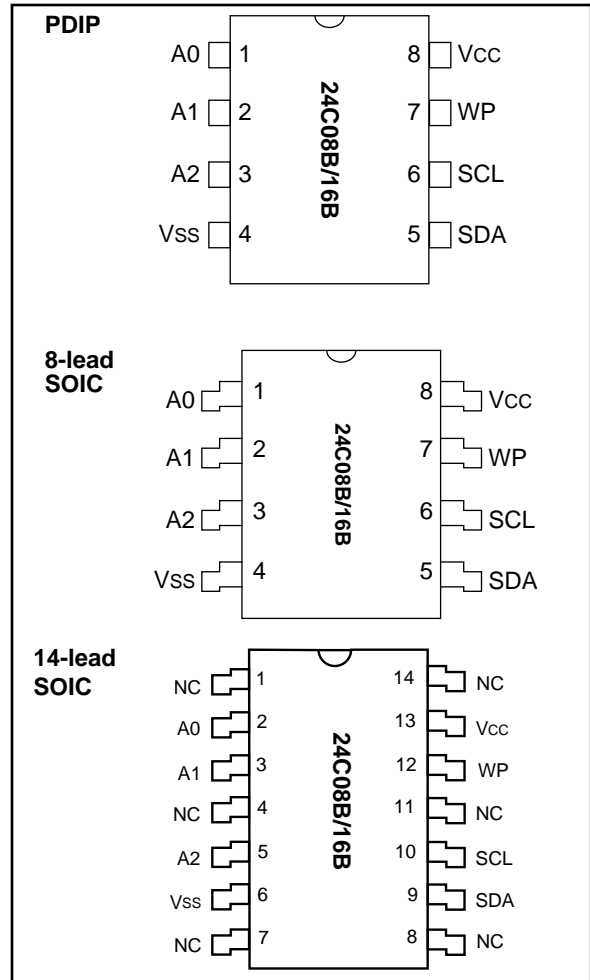 PDIP
A0 1 8 VCC
A1 2 7 WP
A2 3 6 SCL
VSS 4 5 SDA
24C08B/16B
8-lead
SOIC
A0 1 8 VCC
A1 2 7 WP
A2 3 6 SCL
VSS 4 5 SDA
24C08B/16B
14-lead
SOIC
NC 1 14 NC
A0 2 13 VCC
A1 3 12 WP
NC 4 11 NC
A2 5 10 SCL
VSS 6 9 SDA
NC 7 8 NC
24C08B/16B